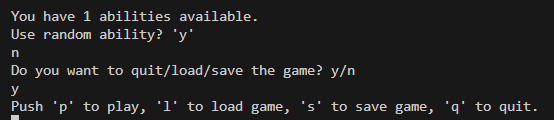 You have 1 abilities available.
Use random ability? 'y'
n
Do you want to quit/load/save the game? y/n
y
Push 'p' to play, 'l' to load game, 's' to save game, 'q' to quit.